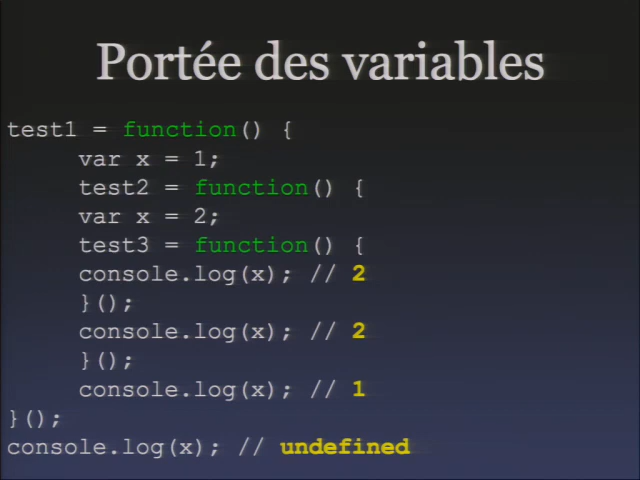 Portée des variables
test1 = function() {
var x = 1;
test2 = function() {
var x = 2;
test3 = function() {
console.log(x); // 2
}();
console.log(x); // 2
}();
console.log(x); // 1
}();
console.log(x); // undefined